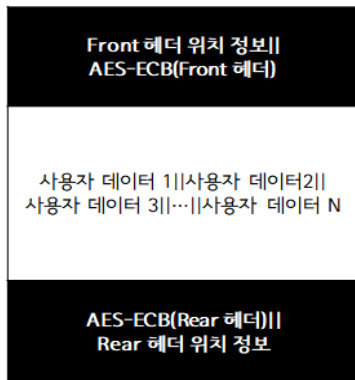 Front 헤더 위치 정보||
AES-ECB(Front 헤더)
사용자 데이터 1||사용자 데이터2||
사용자 데이터 3||…||사용자 데이터 N
AES-ECB(Rear 헤더)||
Rear 헤더 위치 정보